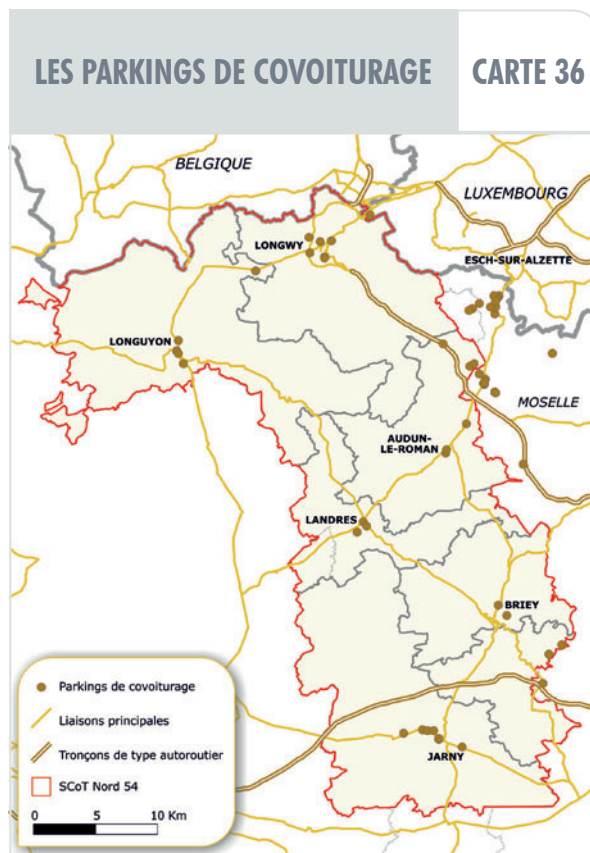 LES PARKINGS DE COVOITURAGE
CARTE 36
BELGIQUE
LUXEMBOURG
LONGWY
ESCH-SUR-ALZETTE
LONGUYON
MOSELLE
AUDUN-
LE-ROMAN
LANDRES
BRIEY
JARNY
Parkings de covoiturage
Liaisons principales
Tronçons de type autoroutier
SCoT Nord 54
0 5 10 Km